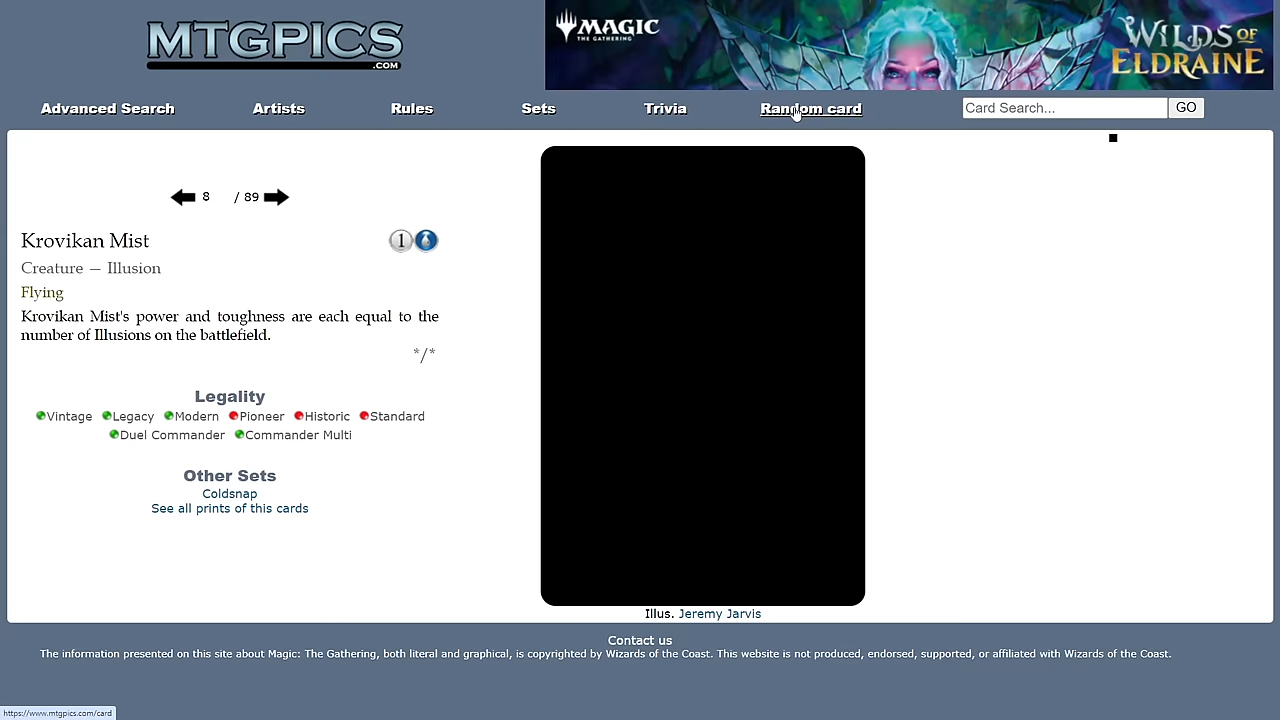 MTGPICS
.COM
MAGIC
THE GATHERING
WILDS OF
ELDRAINE
Advanced Search
Artists
Rules
Sets
Trivia
Random card
Card Search...
GO
8 / 89
Krovikan Mist
1
Creature — Illusion
Flying
Krovikan Mist's power and toughness are each equal to the
number of Illusions on the battlefield.
*/*
Legality
Vintage Legacy Modern Pioneer Historic Standard
Duel Commander Commander Multi
Other Sets
Coldsnap
See all prints of this cards
Illus. Jeremy Jarvis
Contact us
The information presented on this site about Magic: The Gathering, both literal and graphical, is copyrighted by Wizards of the Coast. This website is not produced, endorsed, supported, or affiliated with Wizards of the Coast.
https://www.mtgpics.com/card